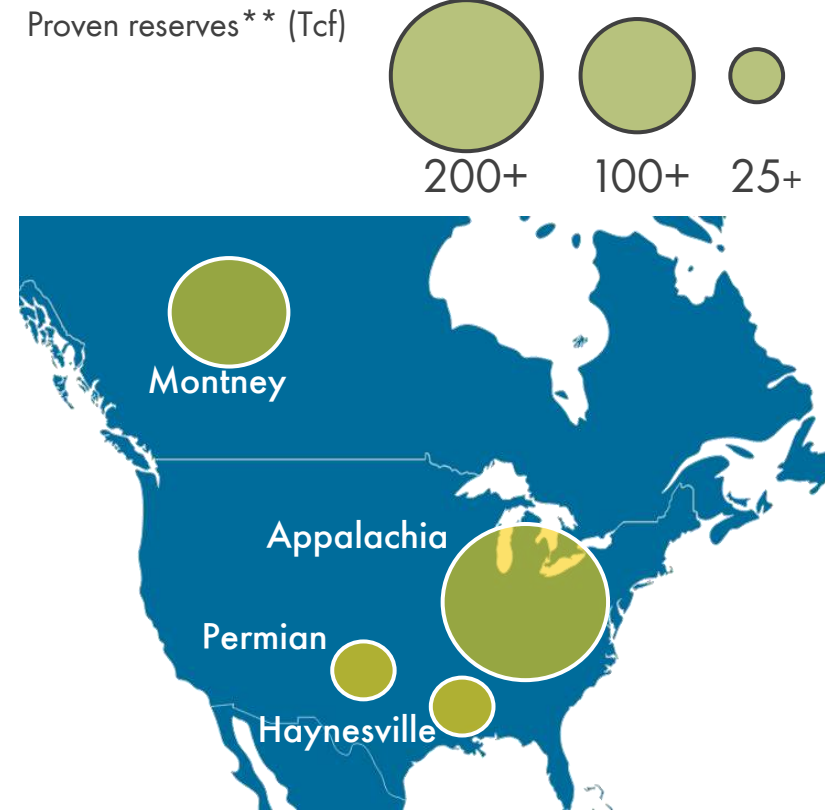 Proven reserves** (Tcf)
200+ 100+ 25+
Montney
Appalachia
Permian
Haynesville